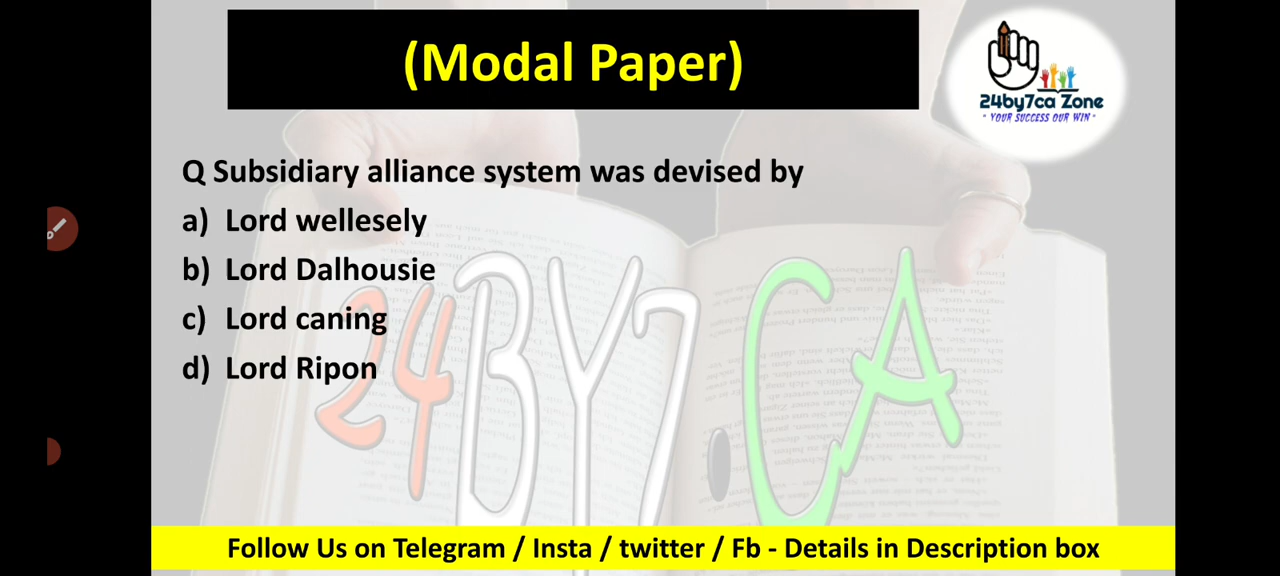 (Modal Paper)
24by7ca Zone
" YOUR SUCCESS OUR WIN "
Q Subsidiary alliance system was devised by
a) Lord wellesely
b) Lord Dalhousie
c) Lord caning
d) Lord Ripon
24BY7.CA
Follow Us on Telegram / Insta / twitter / Fb - Details in Description box